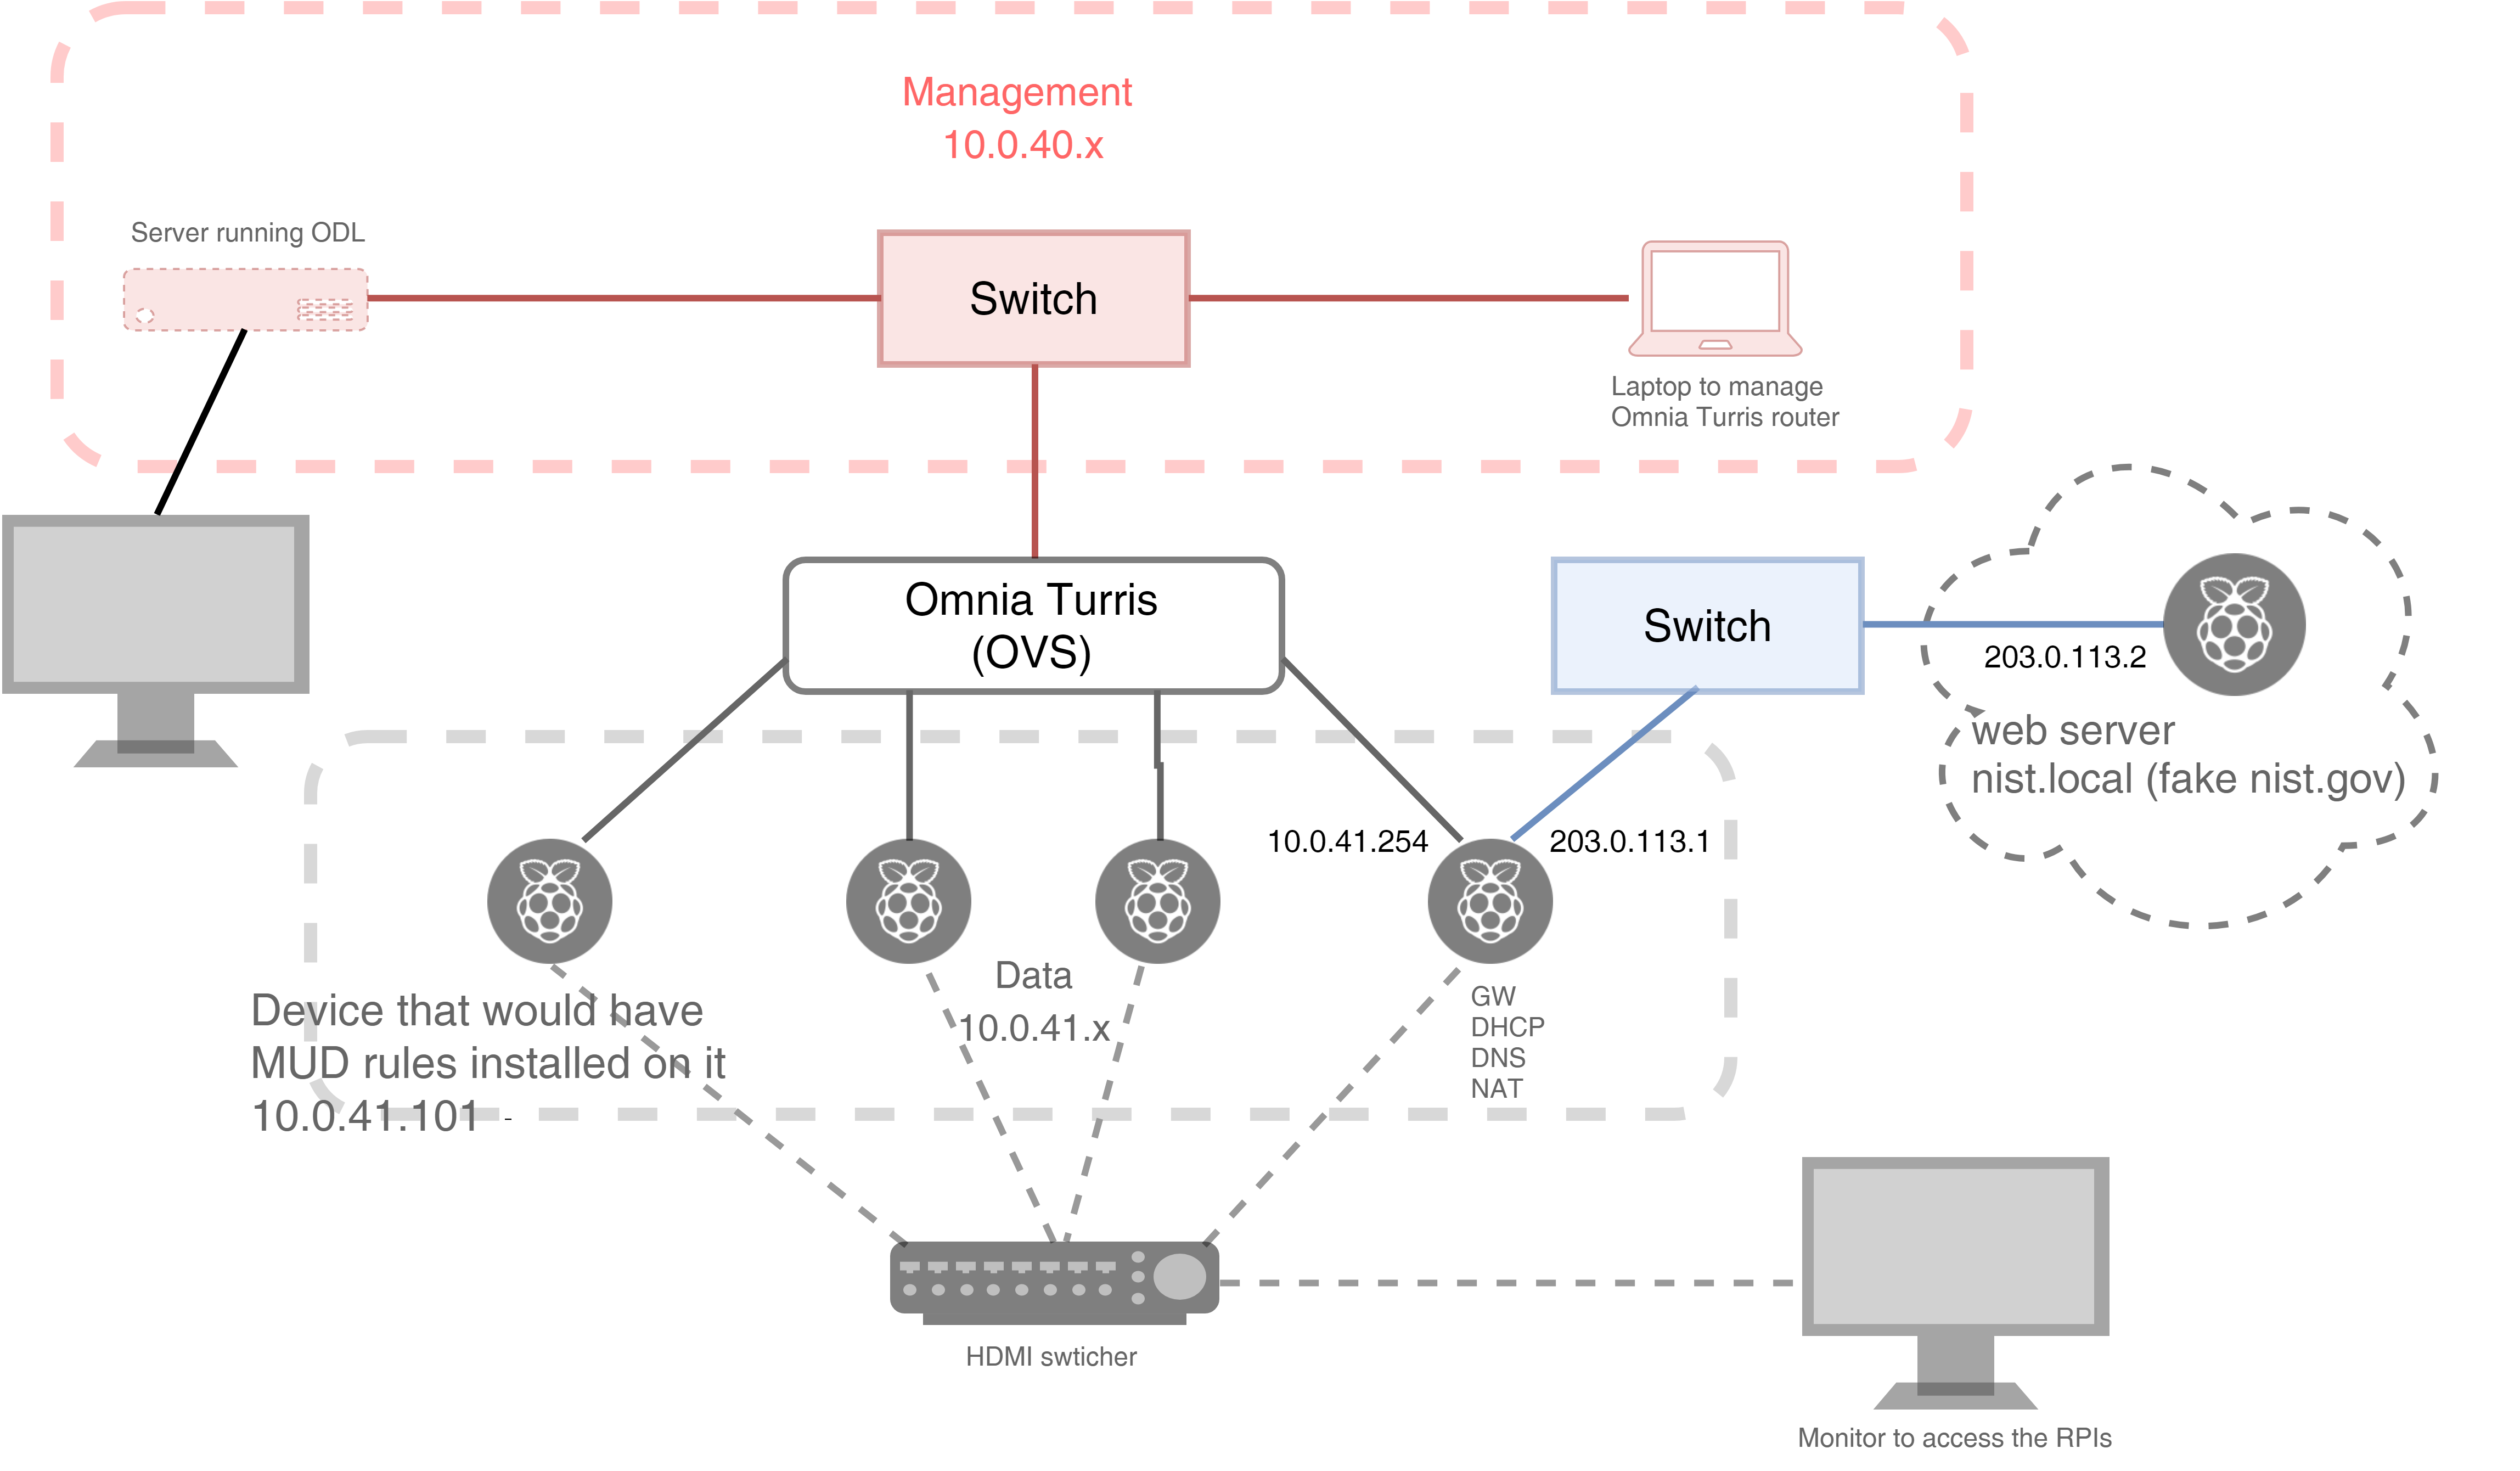 Management
10.0.40.x
Server running ODL
Switch
Laptop to manage
Omnia Turris router
Omnia Turris
(OVS)
Switch
203.0.113.2
web server
nist.local (fake nist.gov)
10.0.41.254
203.0.113.1
Data
10.0.41.x
Device that would have
MUD rules installed on it
10.0.41.101 -
GW
DHCP
DNS
NAT
HDMI swticher
Monitor to access the RPIs